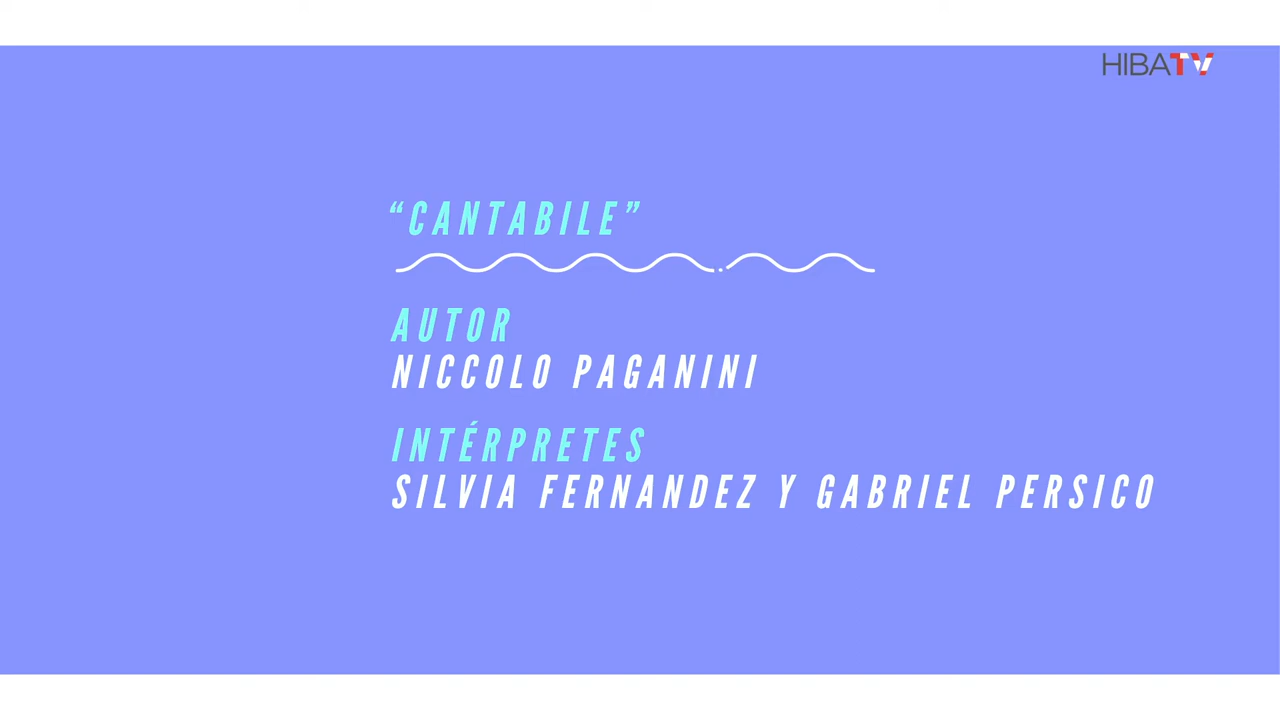 HIBATV
“CANTABILE”
AUTOR
NICCOLO PAGANINI
INTÉRPRETES
SILVIA FERNANDEZ Y GABRIEL PERSICO